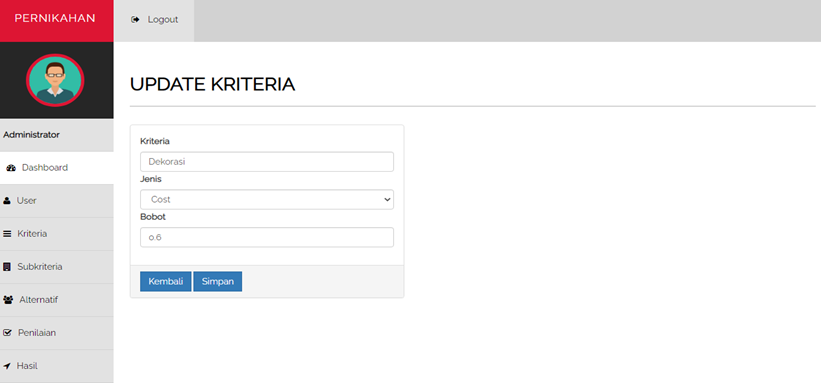 PERNIKAHAN
Logout
Administrator
Dashboard
User
Kriteria
Subkriteria
Alternatif
Penilaian
Hasil
UPDATE KRITERIA
Kriteria
Dekorasi
Jenis
Cost
Bobot
0.6
Kembali Simpan